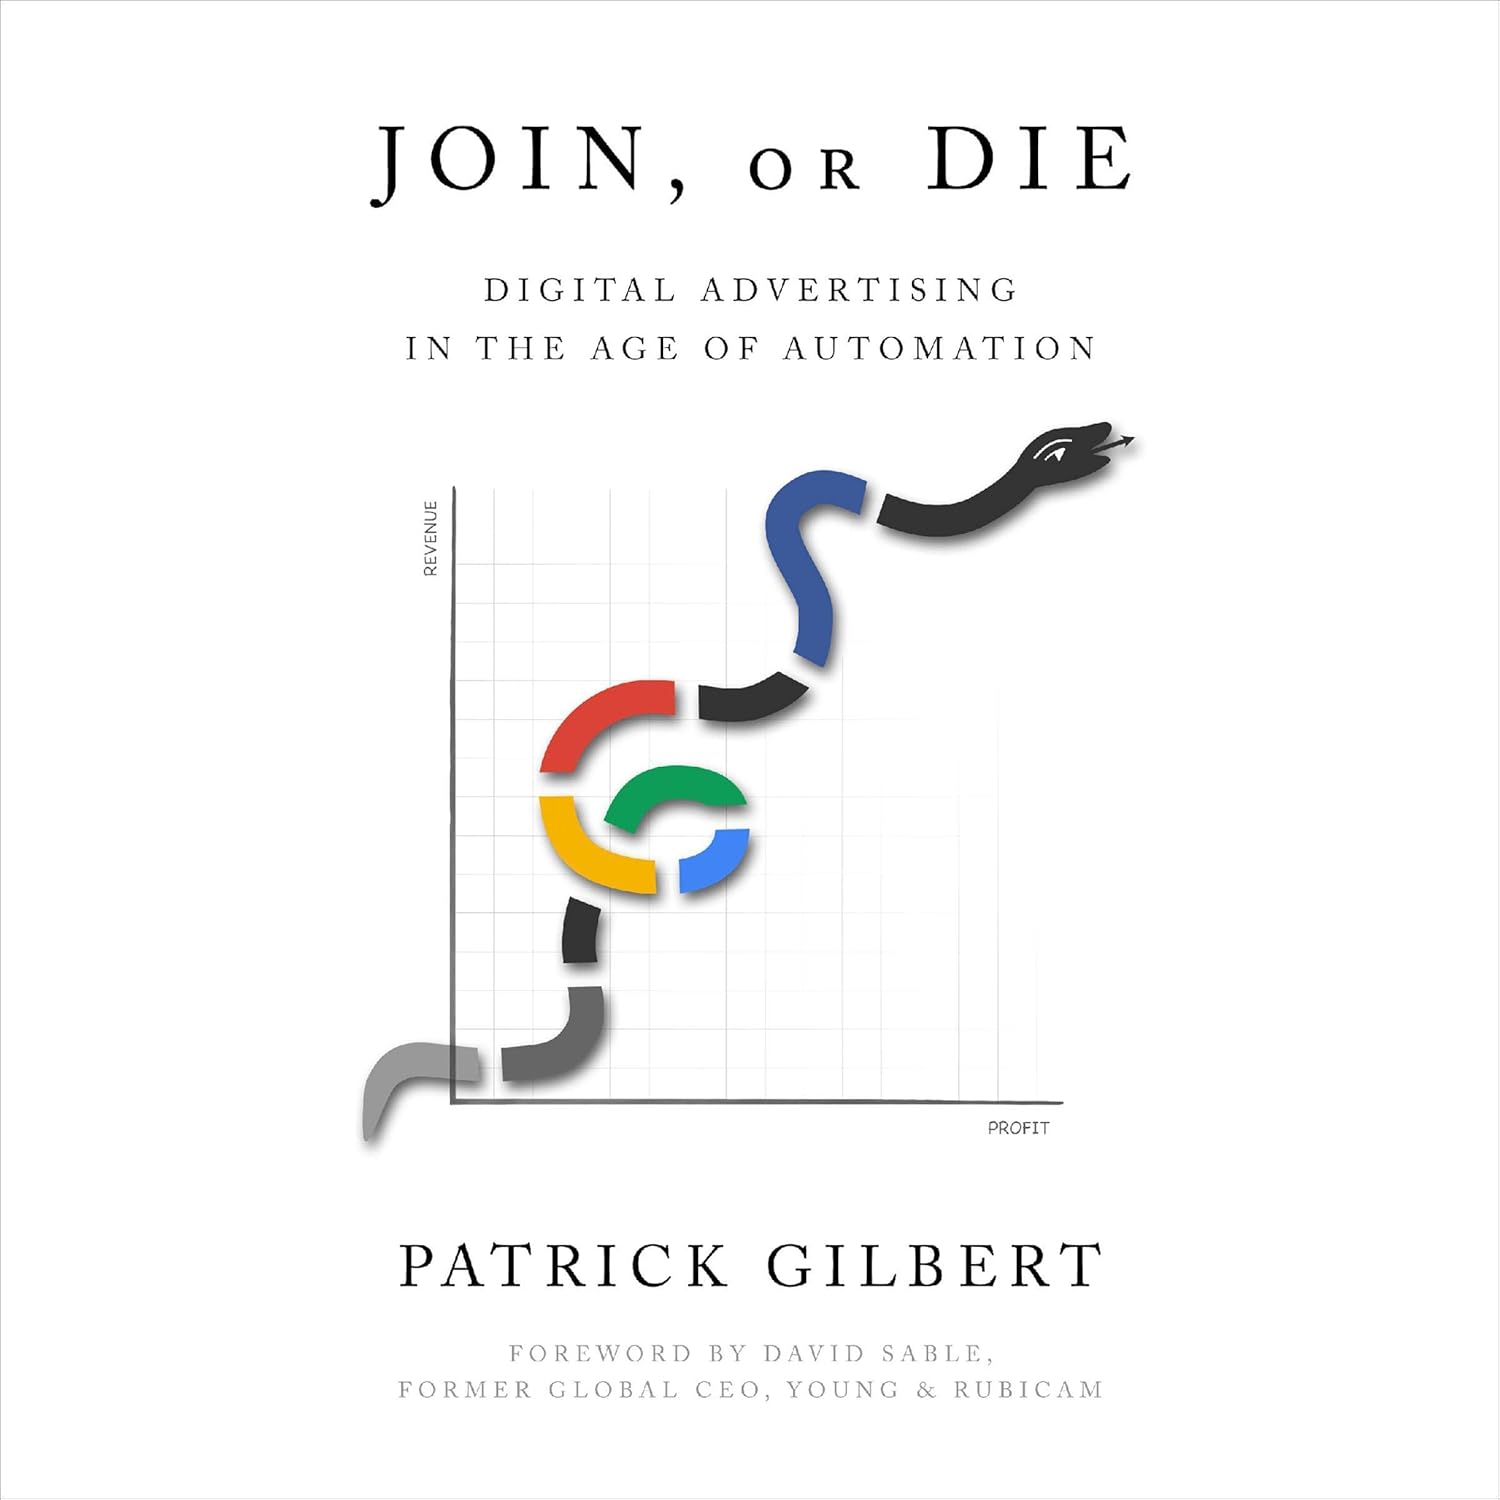 JOIN, OR DIE
DIGITAL ADVERTISING
IN THE AGE OF AUTOMATION
REVENUE
PROFIT
PATRICK GILBERT
FOREWORD BY DAVID SABLE,
FORMER GLOBAL CEO, YOUNG & RUBICAM